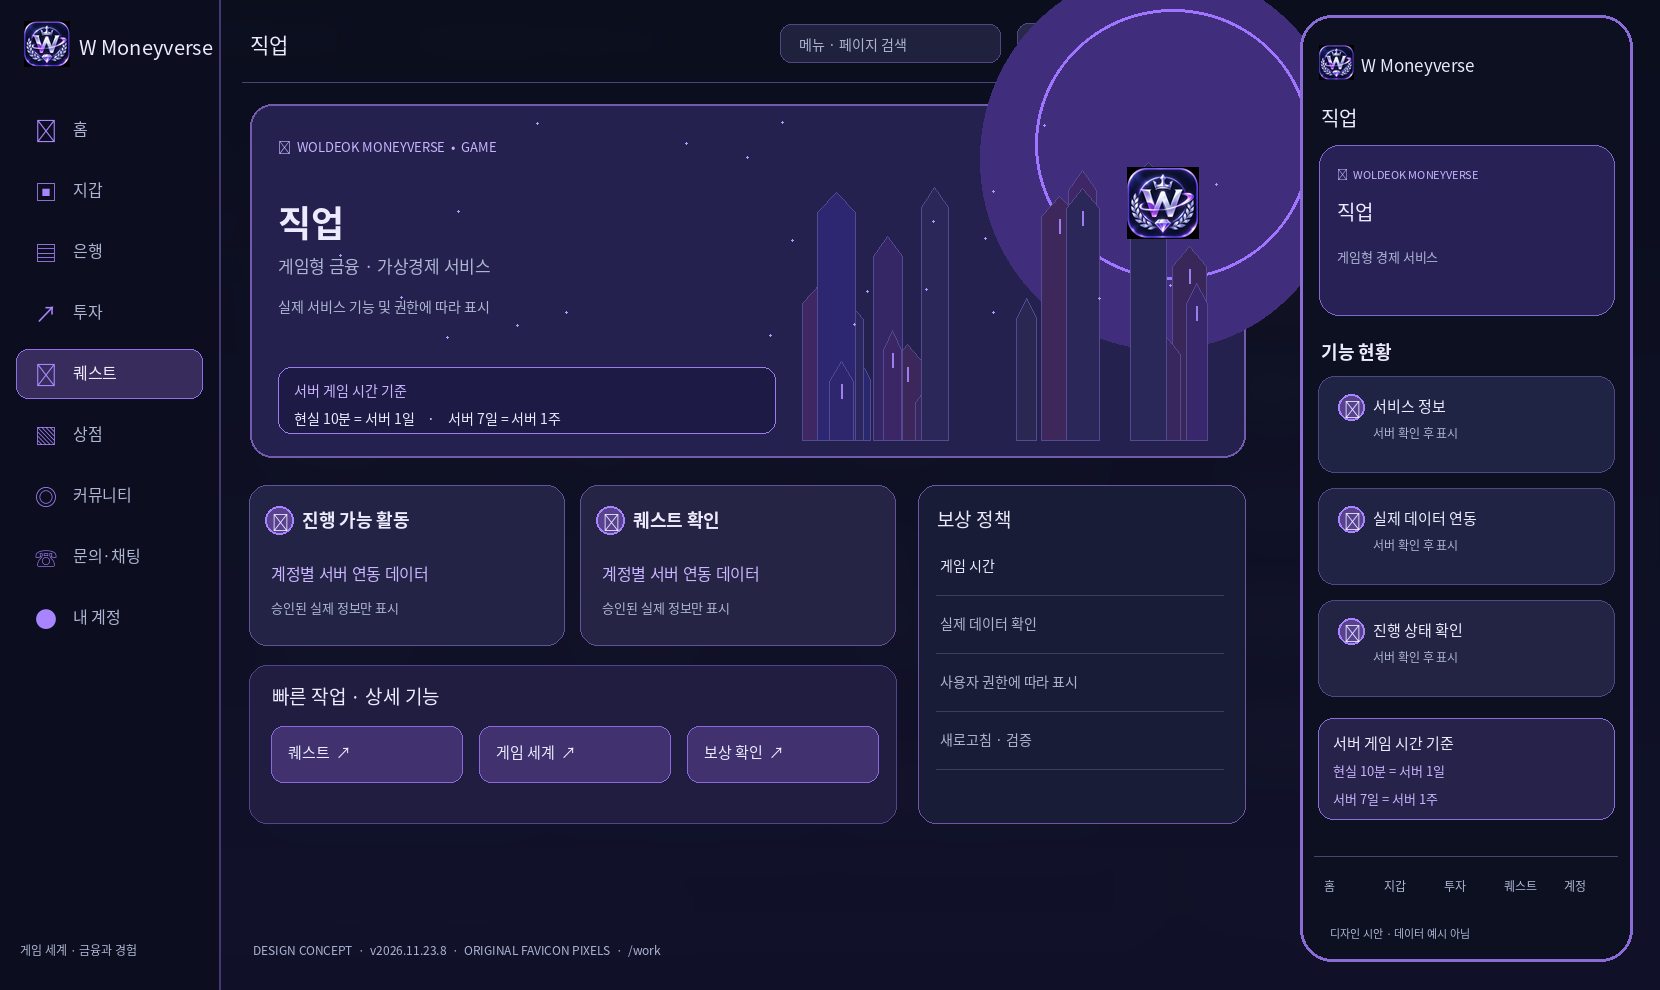 W Moneyverse
홈
지갑
은행
투자
퀘스트
상점
커뮤니티
문의·채팅
내 계정
게임 세계 · 금융과 경험
직업
메뉴 · 페이지 검색
WOLDEOK MONEYVERSE • GAME
직업
게임형 금융 · 가상경제 서비스
실제 서비스 기능 및 권한에 따라 표시
서버 게임 시간 기준
현실 10분 = 서버 1일 · 서버 7일 = 서버 1주
진행 가능 활동
계정별 서버 연동 데이터
승인된 실제 정보만 표시
퀘스트 확인
계정별 서버 연동 데이터
승인된 실제 정보만 표시
보상 정책
게임 시간
실제 데이터 확인
사용자 권한에 따라 표시
새로고침 · 검증
빠른 작업 · 상세 기능
퀘스트 ↗
게임 세계 ↗
보상 확인 ↗
DESIGN CONCEPT · v2026.11.23.8 · ORIGINAL FAVICON PIXELS · /work
W Moneyverse
직업
WOLDEOK MONEYVERSE
직업
게임형 경제 서비스
기능 현황
서비스 정보
서버 확인 후 표시
실제 데이터 연동
서버 확인 후 표시
진행 상태 확인
서버 확인 후 표시
서버 게임 시간 기준
현실 10분 = 서버 1일
서버 7일 = 서버 1주
홈 지갑 투자 퀘스트 계정
디자인 시안 · 데이터 예시 아님